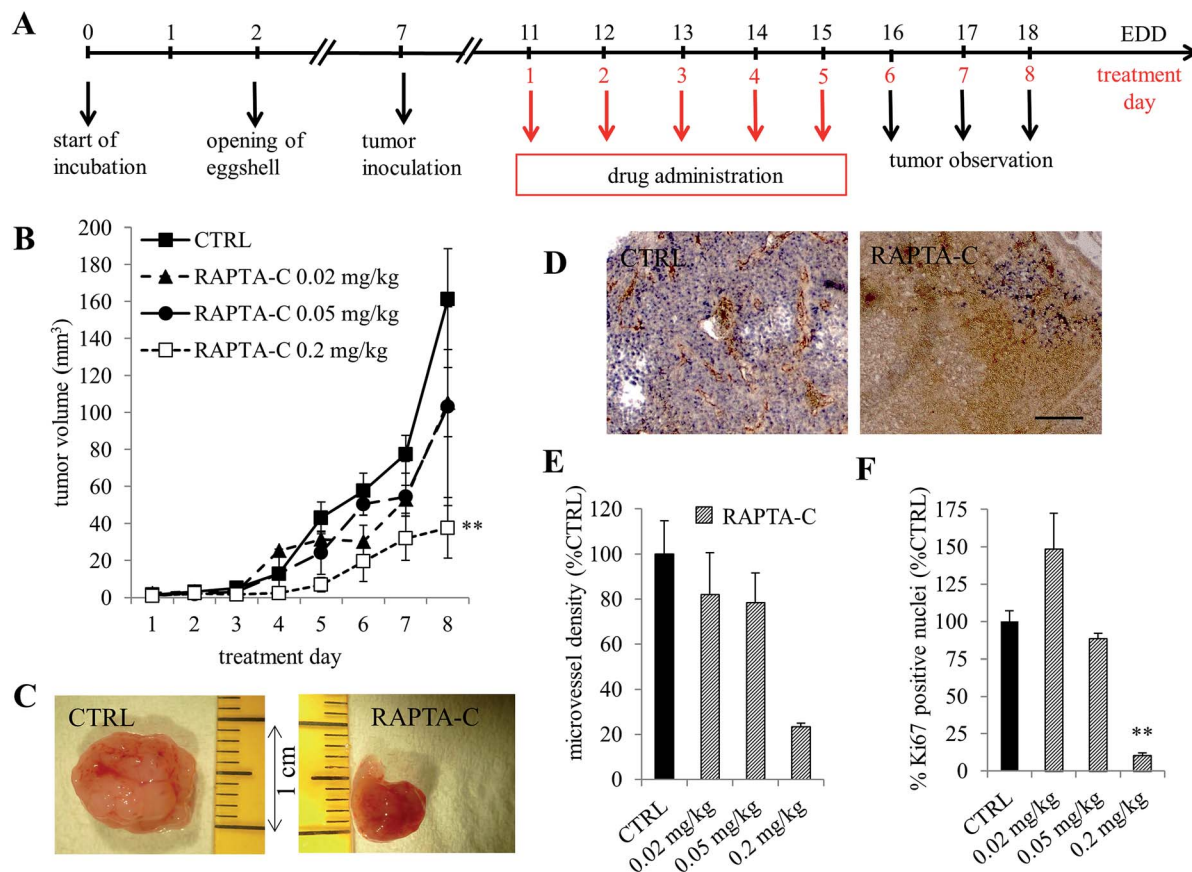 A
0 1 2 7 11 12 13 14 15 16 17 18 EDD
1 2 3 4 5 6 7 8 treatment
day
start of
incubation
opening of
eggshell
tumor
inoculation
drug administration
tumor observation
B
tumor volume (mm³)
200
180
160
140
120
100
80
60
40
20
0
CTRL
RAPTA-C 0.02 mg/kg
RAPTA-C 0.05 mg/kg
RAPTA-C 0.2 mg/kg
**
1 2 3 4 5 6 7 8
treatment day
C
CTRL
1 cm
RAPTA-C
D
CTRL
RAPTA-C
E
microvessel density (%CTRL)
120
100
80
60
40
20
0
RAPTA-C
CTRL
0.02 mg/kg
0.05 mg/kg
0.2 mg/kg
F
% Ki67 positive nuclei (%CTRL)
175
150
125
100
75
50
25
0
**
CTRL
0.02 mg/kg
0.05 mg/kg
0.2 mg/kg